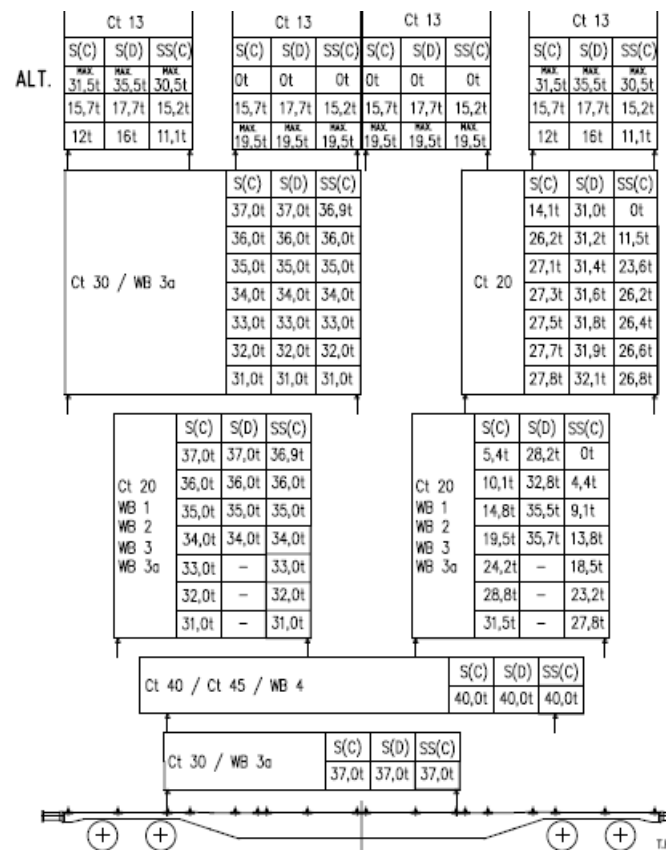 Ct 13 Ct 13 Ct 13 Ct 13
S(C) S(D) SS(C) S(C) S(D) SS(C) S(C) S(D) SS(C) S(C) S(D) SS(C)
ALT. MAX. 31,5t MAX. 35,5t MAX. 30,5t 0t 0t 0t 0t 0t 0t MAX. 31,5t MAX. 35,5t MAX. 30,5t
15,7t 17,7t 15,2t 15,7t 17,7t 15,2t 15,7t 17,7t 15,2t 15,7t 17,7t 15,2t
12t 16t 11,1t MAX. 19,5t MAX. 19,5t MAX. 19,5t MAX. 19,5t MAX. 19,5t MAX. 19,5t 12t 16t 11,1t
Ct 30 / WB 3a
S(C) S(D) SS(C)
37,0t 37,0t 36,9t
36,0t 36,0t 36,0t
35,0t 35,0t 35,0t
34,0t 34,0t 34,0t
33,0t 33,0t 33,0t
32,0t 32,0t 32,0t
31,0t 31,0t 31,0t
Ct 20
S(C) S(D) SS(C)
14,1t 31,0t 0t
26,2t 31,2t 11,5t
27,1t 31,4t 23,6t
27,3t 31,6t 26,2t
27,5t 31,8t 26,4t
27,7t 31,9t 26,6t
27,8t 32,1t 26,8t
Ct 20
WB 1
WB 2
WB 3
WB 3a
S(C) S(D) SS(C)
37,0t 37,0t 36,9t
36,0t 36,0t 36,0t
35,0t 35,0t 35,0t
34,0t 34,0t 34,0t
33,0t – 33,0t
32,0t – 32,0t
31,0t – 31,0t
Ct 20
WB 1
WB 2
WB 3
WB 3a
S(C) S(D) SS(C)
5,4t 28,2t 0t
10,1t 32,8t 4,4t
14,8t 35,5t 9,1t
19,5t 35,7t 13,8t
24,2t – 18,5t
28,8t – 23,2t
31,5t – 27,8t
Ct 40 / Ct 45 / WB 4
S(C) S(D) SS(C)
40,0t 40,0t 40,0t
Ct 30 / WB 3a
S(C) S(D) SS(C)
37,0t 37,0t 37,0t